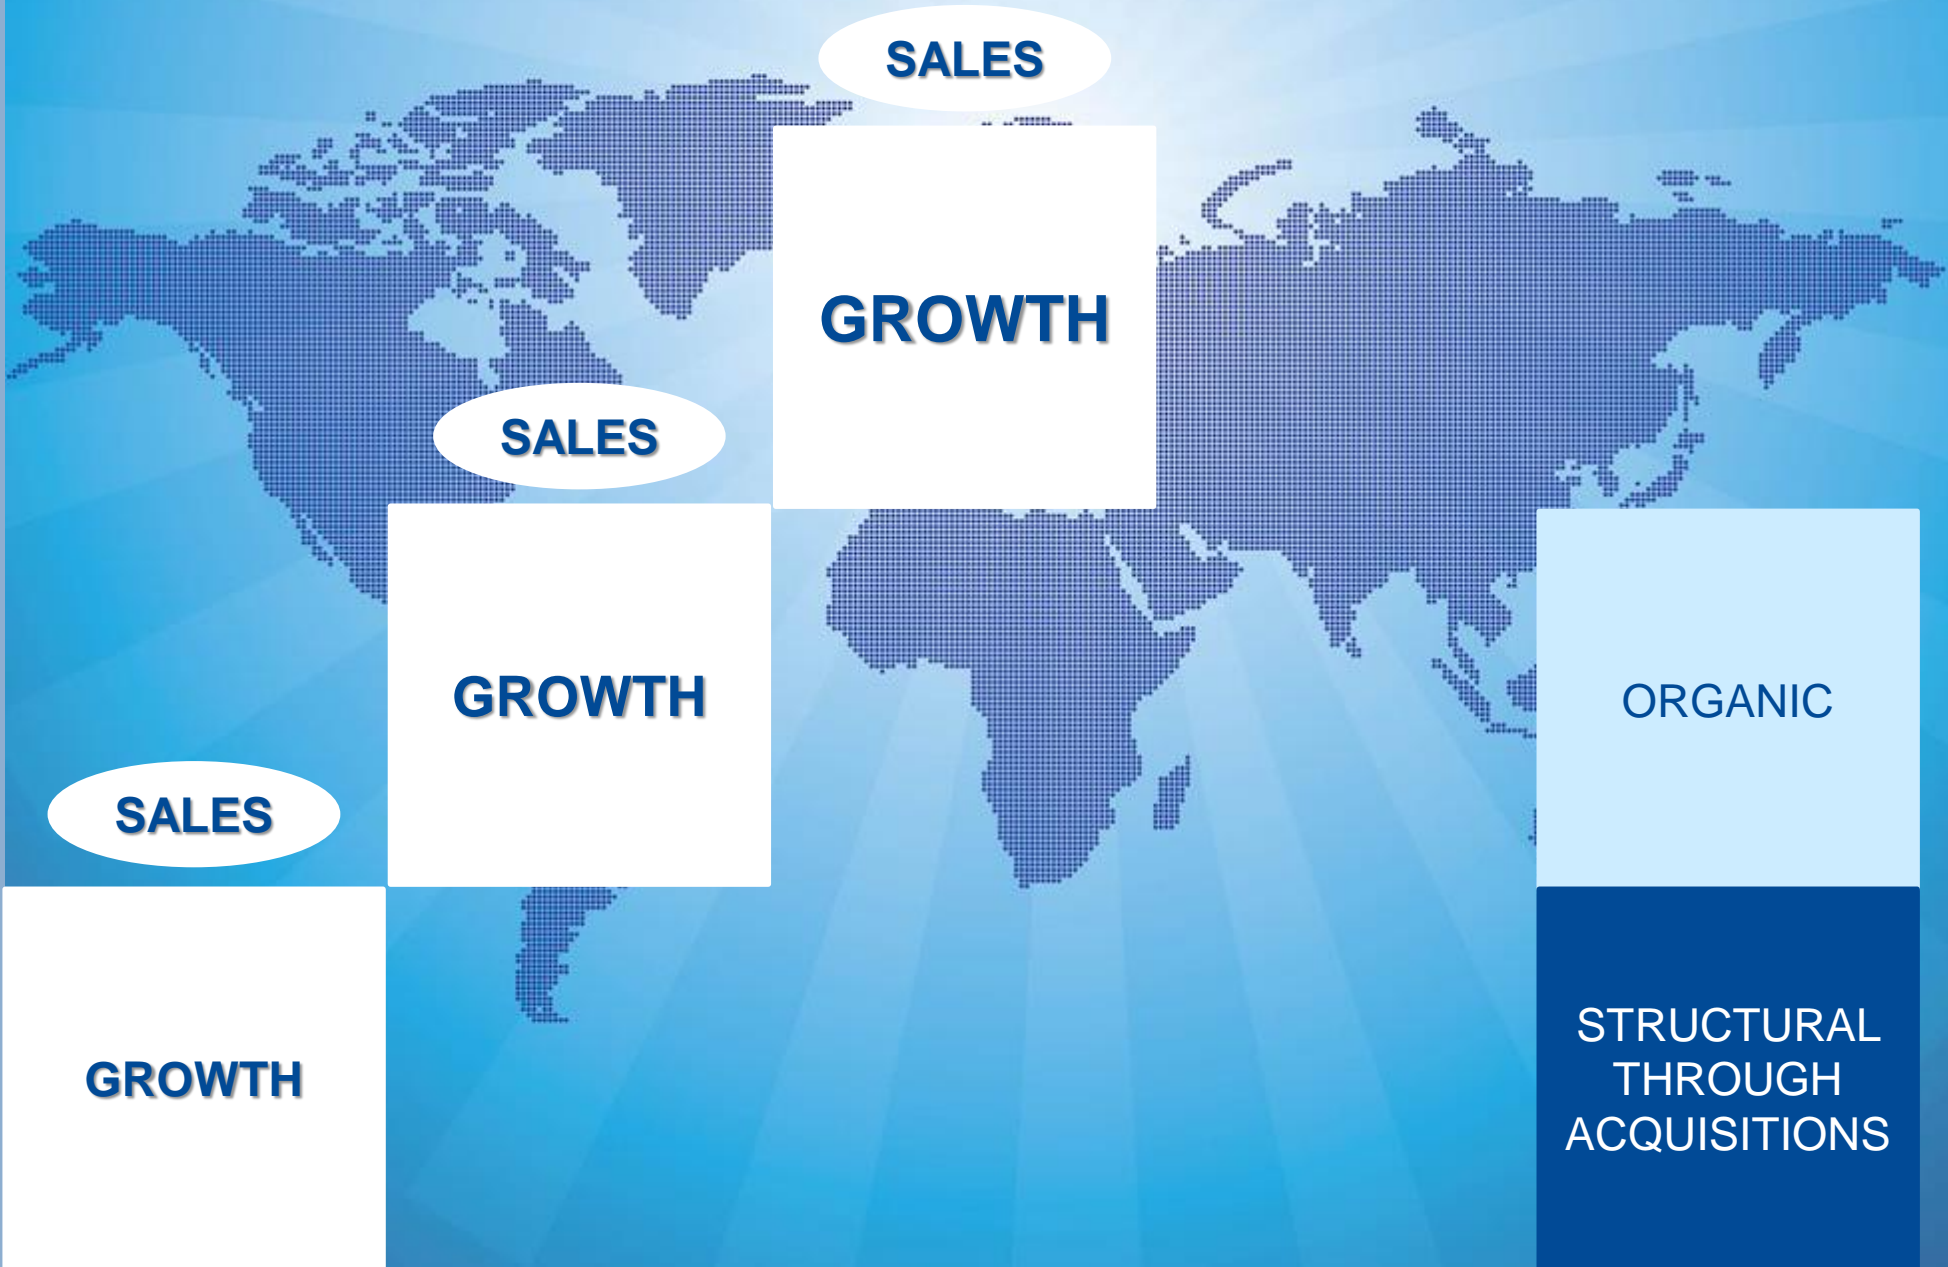 SALES
GROWTH
SALES
GROWTH
SALES
GROWTH
ORGANIC
STRUCTURAL
THROUGH
ACQUISITIONS